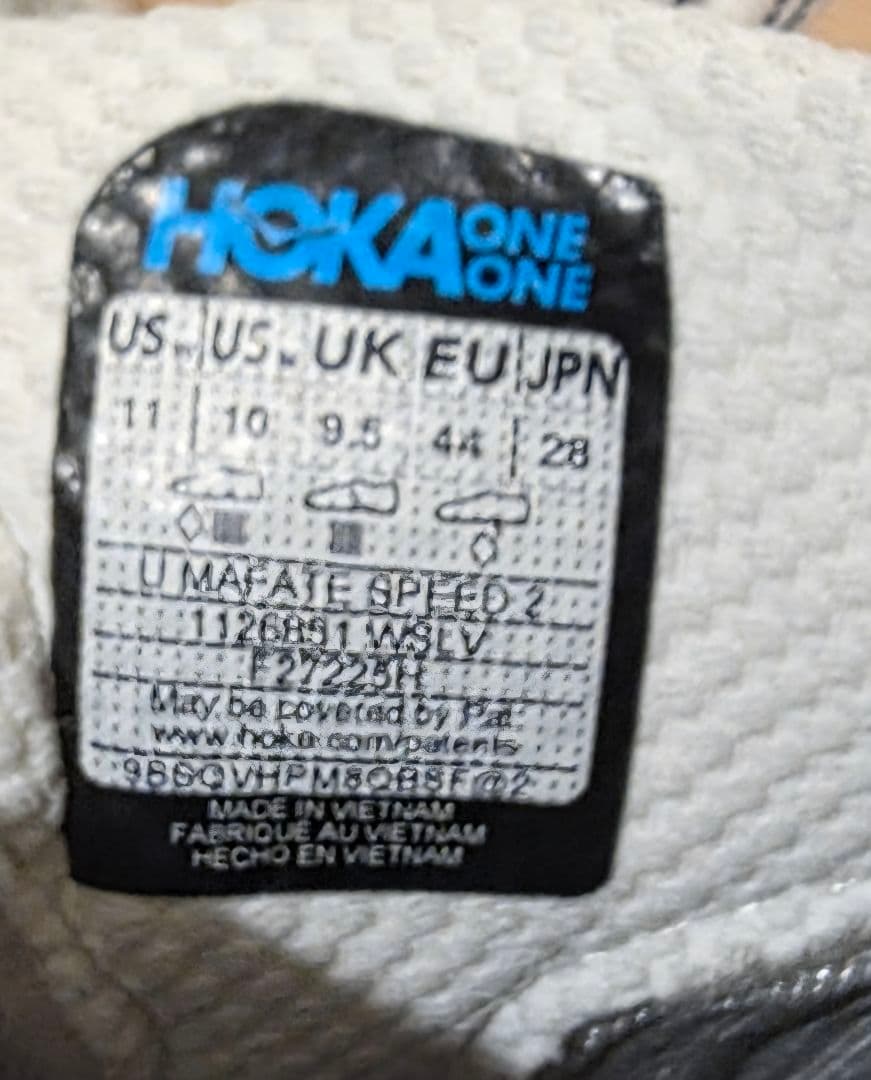 HOKA ONE ONE
US US UK EU JPN
11 10 9.5 44 28
U MAFATE SPEED 2
1126851 WSLV
F27223H
May be covered by Pat
www.hoka.com/patents
MADE IN VIETNAM
FABRIQUÉ AU VIETNAM
HECHO EN VIETNAM